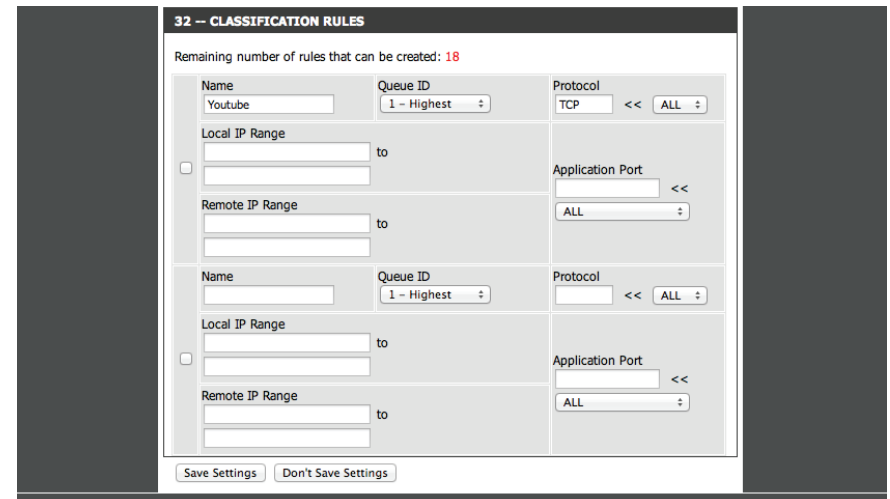 32 -- CLASSIFICATION RULES
Remaining number of rules that can be created: 18
Name Queue ID Protocol
Youtube 1 – Highest TCP << ALL
Local IP Range
to
Application Port
<<
Remote IP Range
ALL
to
Name Queue ID Protocol
1 – Highest << ALL
Local IP Range
to
Application Port
<<
Remote IP Range
ALL
to
Save Settings Don't Save Settings